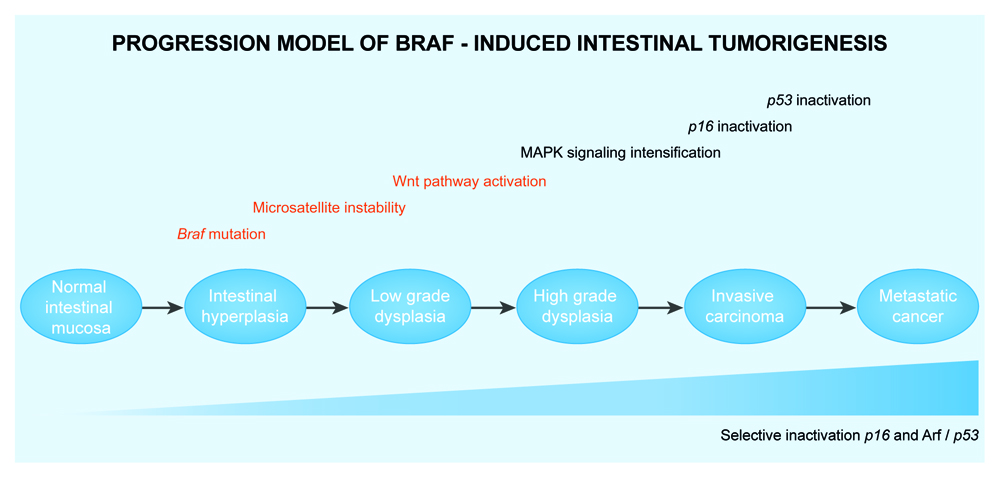 PROGRESSION MODEL OF BRAF - INDUCED INTESTINAL TUMORIGENESIS
p53 inactivation
p16 inactivation
MAPK signaling intensification
Wnt pathway activation
Microsatellite instability
Braf mutation
Normal
intestinal
mucosa
Intestinal
hyperplasia
Low grade
dysplasia
High grade
dysplasia
Invasive
carcinoma
Metastatic
cancer
Selective inactivation p16 and Arf / p53